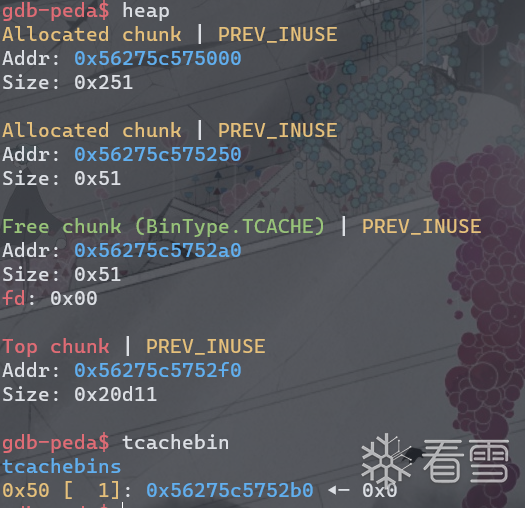 gdb-peda$ heap
Allocated chunk | PREV_INUSE
Addr: 0x56275c575000
Size: 0x251
Allocated chunk | PREV_INUSE
Addr: 0x56275c575250
Size: 0x51
Free chunk (BinType.TCACHE) | PREV_INUSE
Addr: 0x56275c5752a0
Size: 0x51
fd: 0x00
Top chunk | PREV_INUSE
Addr: 0x56275c5752f0
Size: 0x20d11
gdb-peda$ tcachebin
tcachebins
0x50 [  1]: 0x56275c5752b0 ◂— 0x0
gdb-peda$
看雪